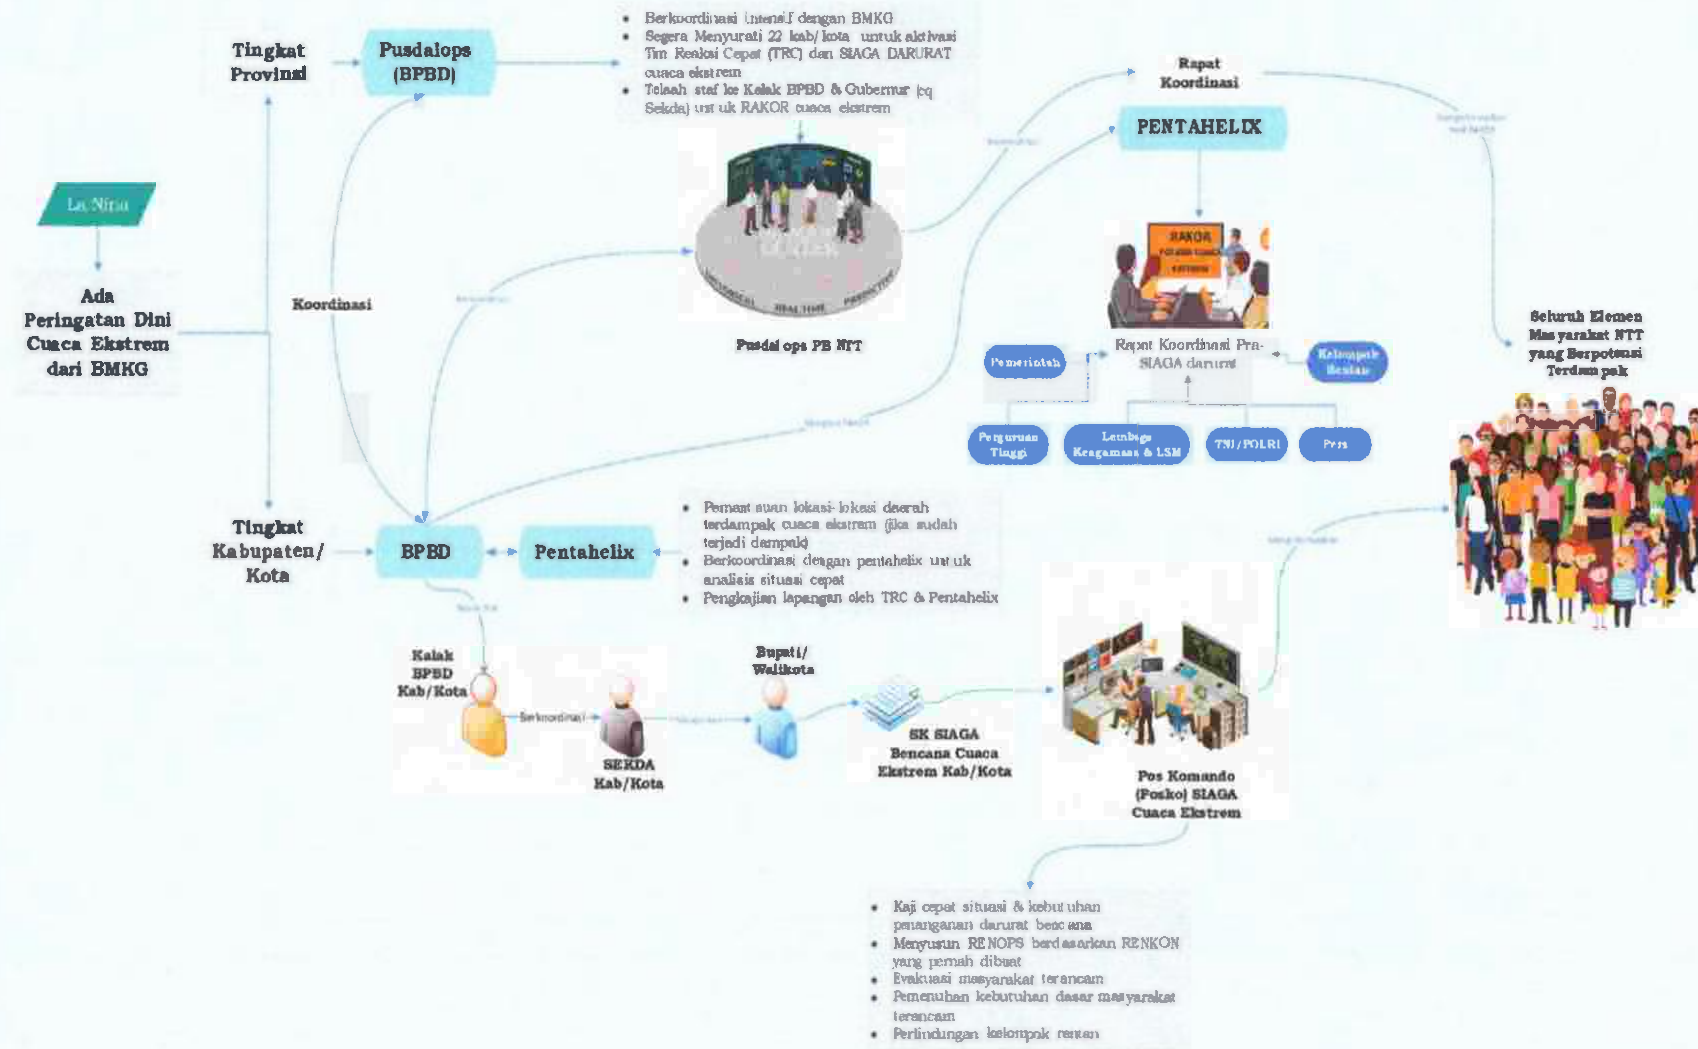 La Nina
Ada
Peringatan Dini
Cuaca Ekstrem
dari BMKG
Tingkat
Provinsi
Pusdalops
(BPBD)
• Berkoordinasi intensif dengan BMKG
• Segera Menyurati 22 kab/kota untuk aktivasi
Tim Reaksi Cepat (TRC) dan SIAGA DARURAT
cuaca ekstrem
• Telaah staf ke Kalak BPBD & Gubernur (cq
Sekda) untuk RAKOR cuaca ekstrem
Koordinasi
REAL-TIME
Pusdalops PB NTT
Rapat
Koordinasi
PENTAHELIX
RAKOR
Rapat Koordinasi Pra-
SIAGA darurat
Pemerintah
Kelompok
Rentan
Perguruan
Tinggi
Lembaga
Keagamaan & LSM
TNI/POLRI
Pers
Seluruh Elemen
Masyarakat NTT
yang Berpotensi
Terdampak
Tingkat
Kabupaten/
Kota
BPBD
Pentahelix
• Pemantauan lokasi-lokasi daerah
terdampak cuaca ekstrem (jika sudah
terjadi dampak)
• Berkoordinasi dengan pentahelix untuk
analisis situasi cepat
• Pengkajian lapangan oleh TRC & Pentahelix
Kalak
BPBD
Kab/Kota
Berkoordinasi
SEKDA
Kab/Kota
Bupati/
Walikota
SK SIAGA
Bencana Cuaca
Ekstrem Kab/Kota
Pos Komando
(Posko) SIAGA
Cuaca Ekstrem
• Kaji cepat situasi & kebutuhan
penanganan darurat bencana
• Menyusun RENOPS berdasarkan RENKON
yang pernah dibuat
• Evakuasi masyarakat terancam
• Pemenuhan kebutuhan dasar masyarakat
terancam
• Perlindungan kelompok rentan